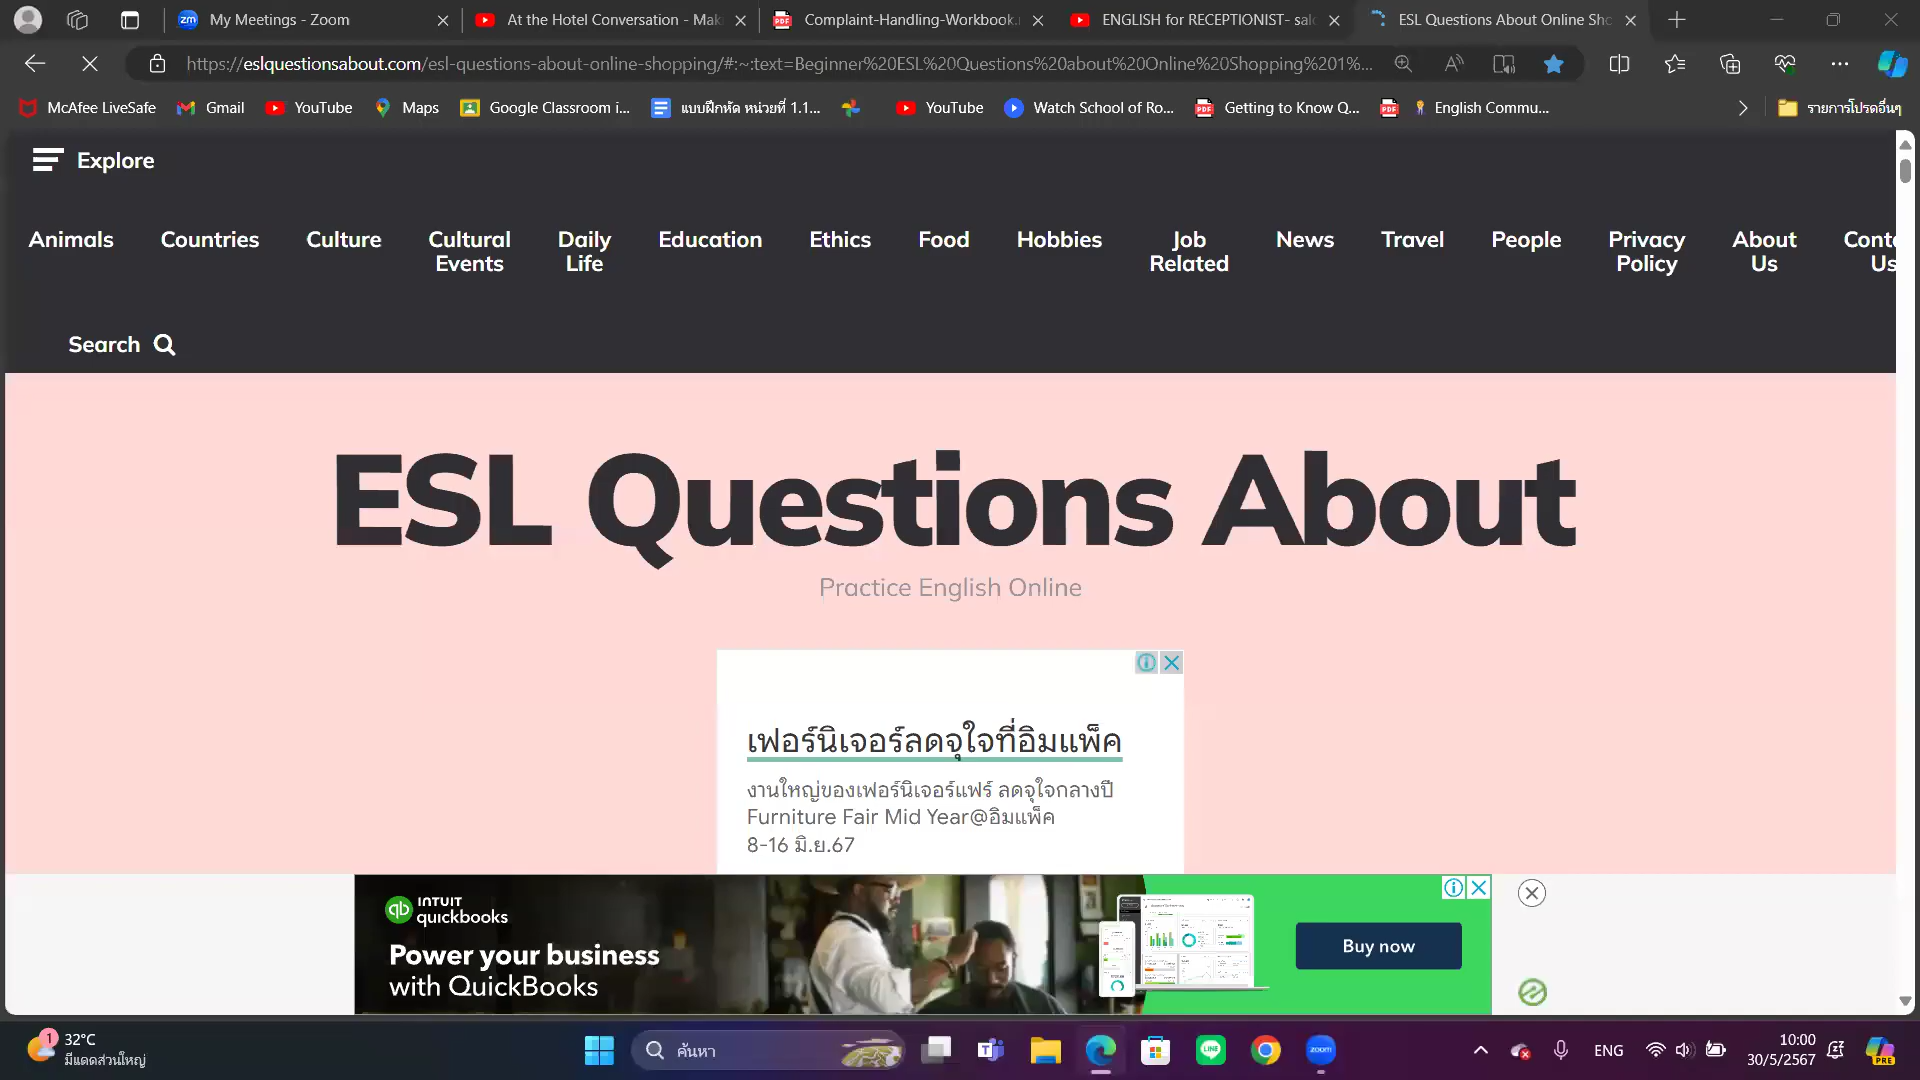 My Meetings - Zoom
At the Hotel Conversation - Mak
Complaint-Handling-Workbook.
ENGLISH for RECEPTIONIST- salo
ESL Questions About Online Sho
https://eslquestionsabout.com/esl-questions-about-online-shopping/#:~:text=Beginner%20ESL%20Questions%20about%20Online%20Shopping%201%...
McAfee LiveSafe
Gmail
YouTube
Maps
Google Classroom i...
แบบฝึกหัด หน่วยที่ 1.1...
YouTube
Watch School of Ro...
Getting to Know Q...
English Commu...
รายการโปรดอื่นๆ
Explore
Animals
Countries
Culture
Cultural
Events
Daily
Life
Education
Ethics
Food
Hobbies
Job
Related
News
Travel
People
Privacy
Policy
About
Us
Conta
Us
Search
ESL Questions About
Practice English Online
เฟอร์นิเจอร์ลดจุใจที่อิมแพ็ค
งานใหญ่ของเฟอร์นิเจอร์แฟร์ ลดจุใจกลางปี
Furniture Fair Mid Year@อิมแพ็ค
8-16 มิ.ย.67
INTUIT
quickbooks
Power your business
with QuickBooks
Buy now
1
32°C
มีแดดส่วนใหญ่
ค้นหา
LINE
zoom
ENG
10:00
30/5/2567
PRE